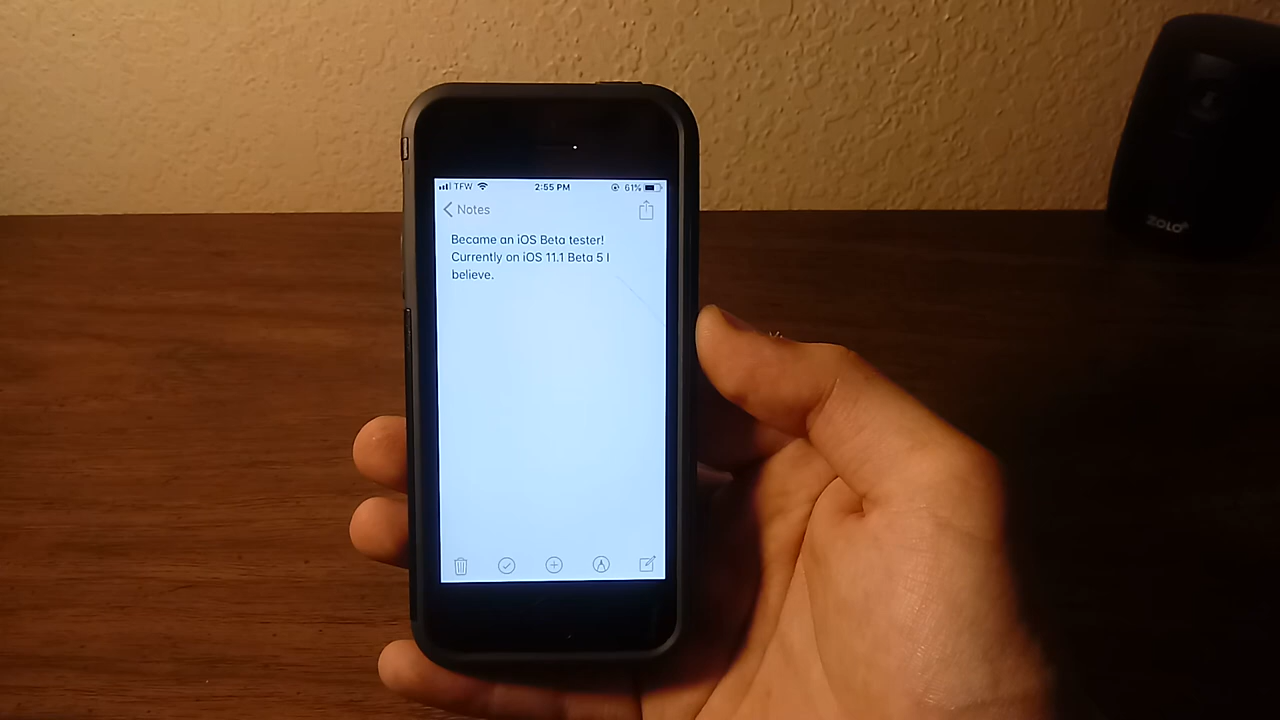 TFW 2:55 PM 61%
Notes
Became an iOS Beta tester!
Currently on iOS 11.1 Beta 5 I
believe.
ZOLO